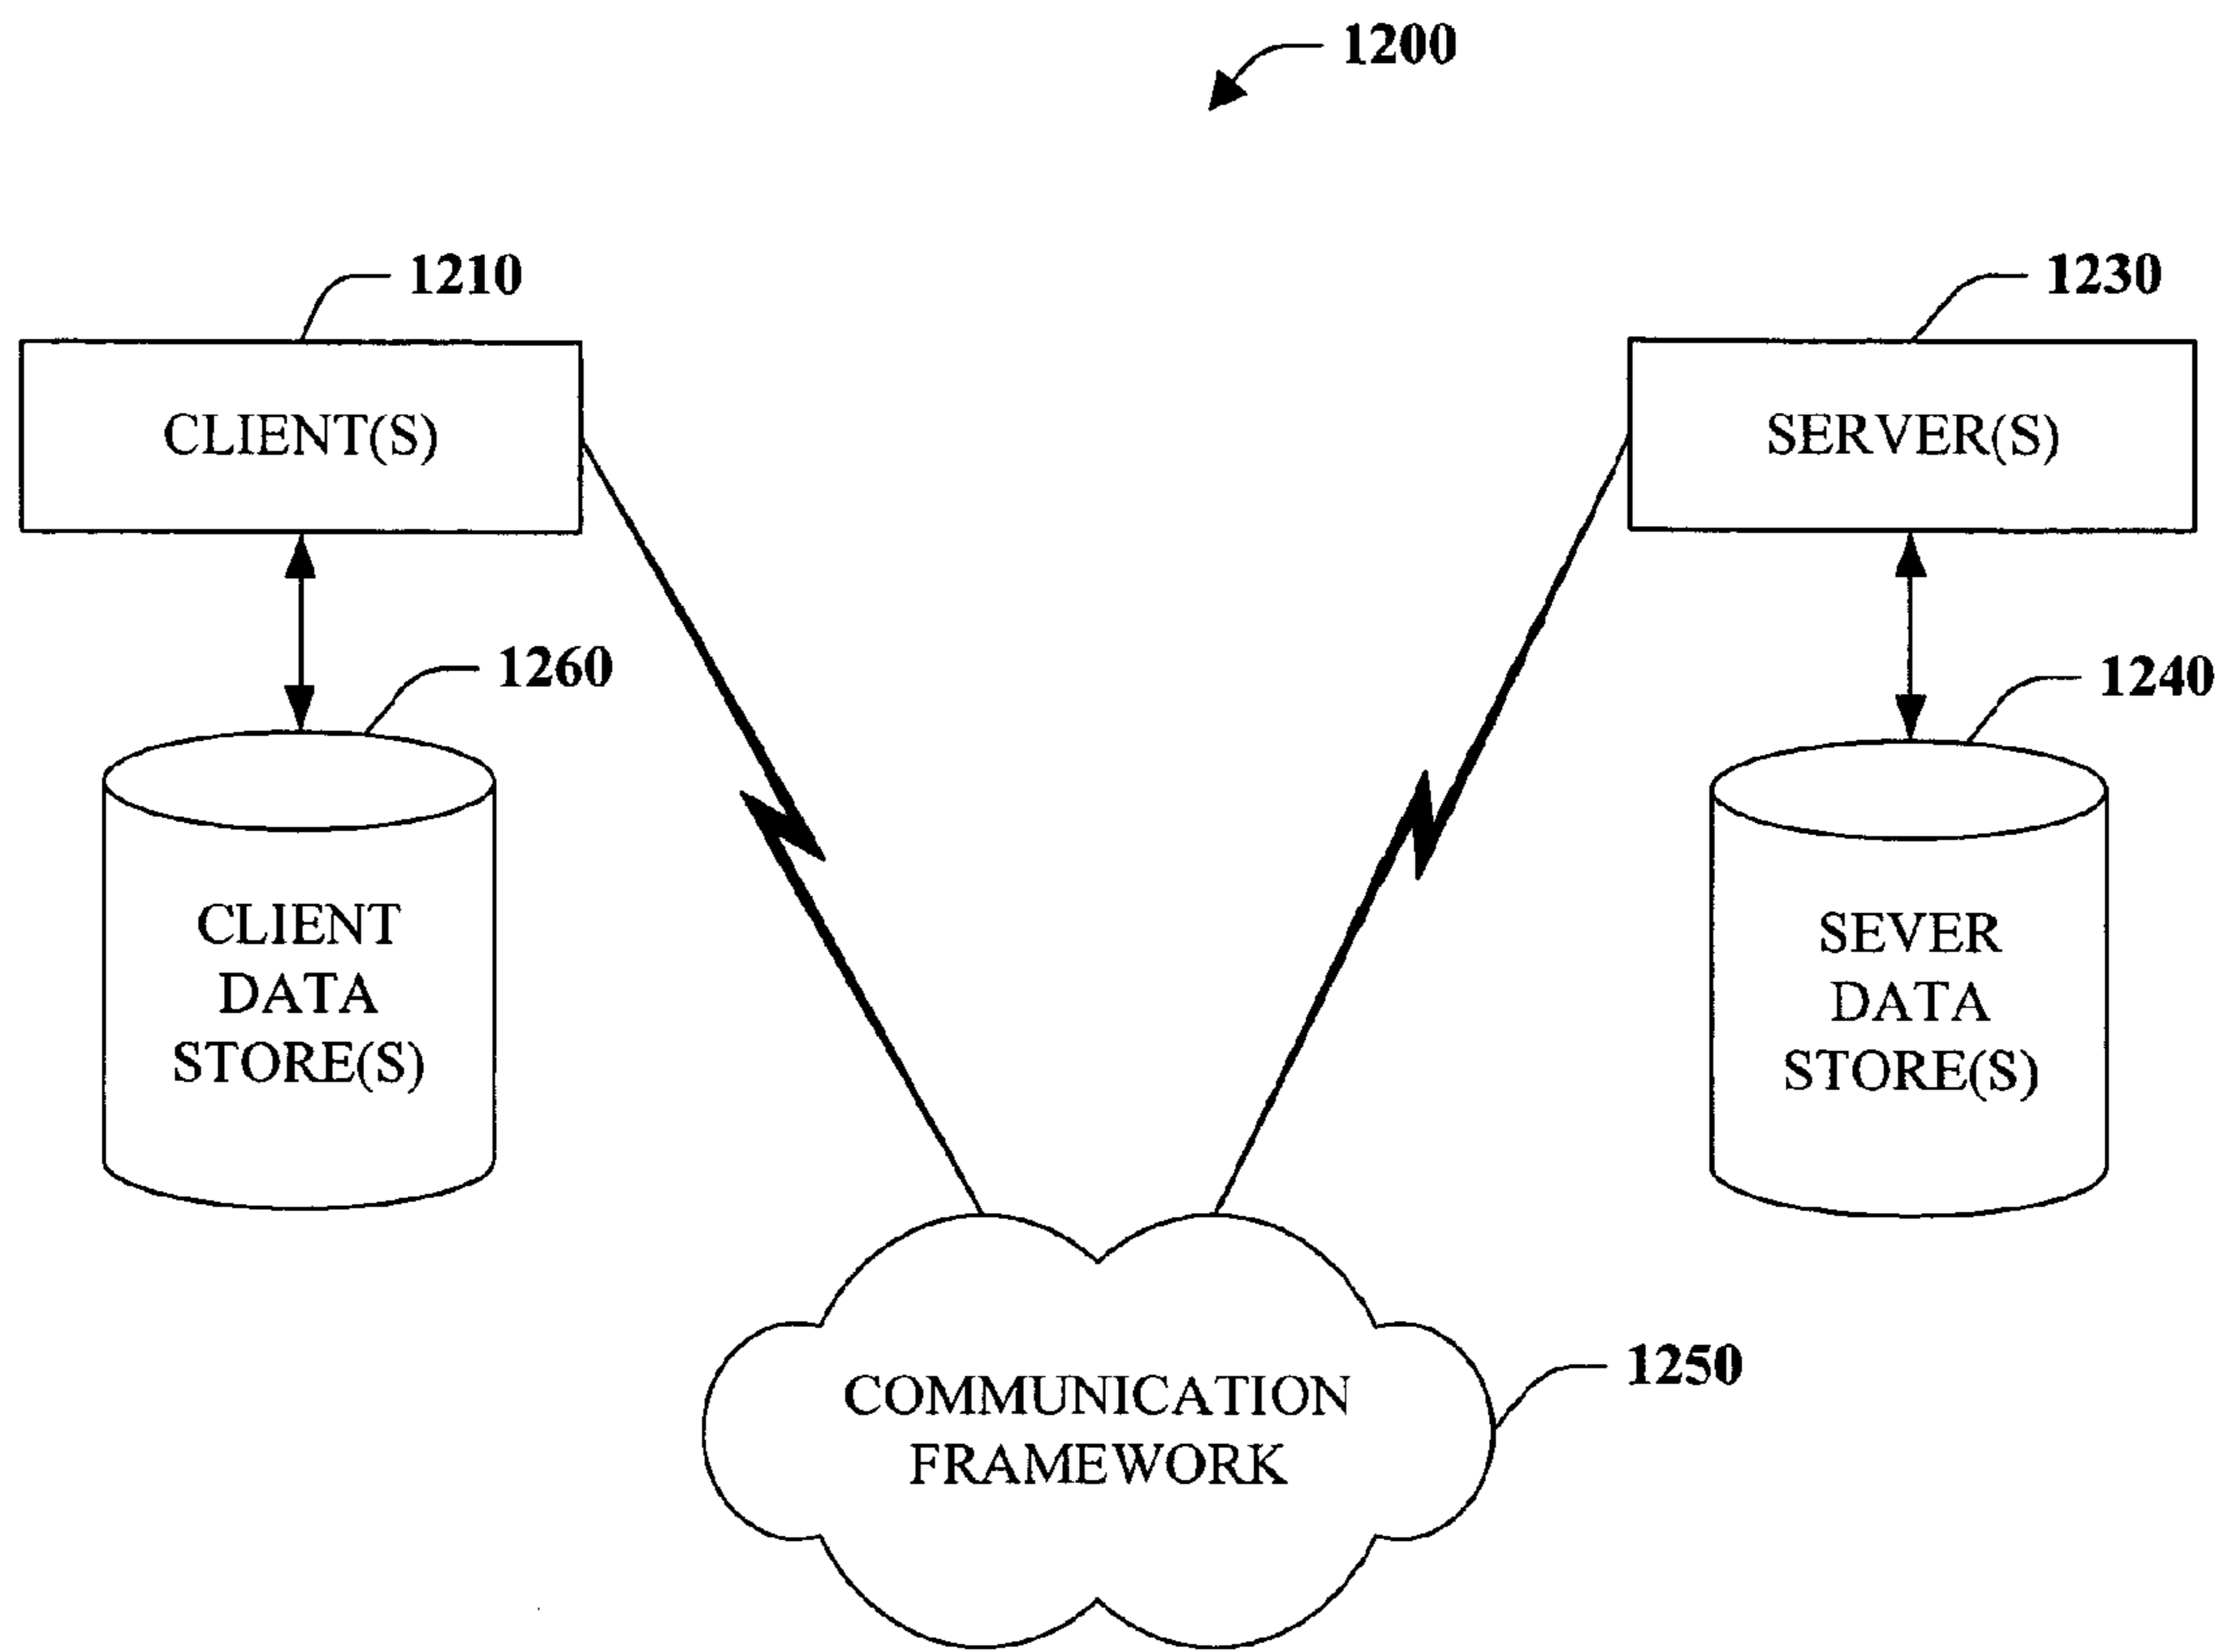 1200
1210
1230
CLIENT(S)
SERVER(S)
1260
1240
CLIENT
DATA
STORE(S)
SEVER
DATA
STORE(S)
1250
COMMUNICATION
FRAMEWORK